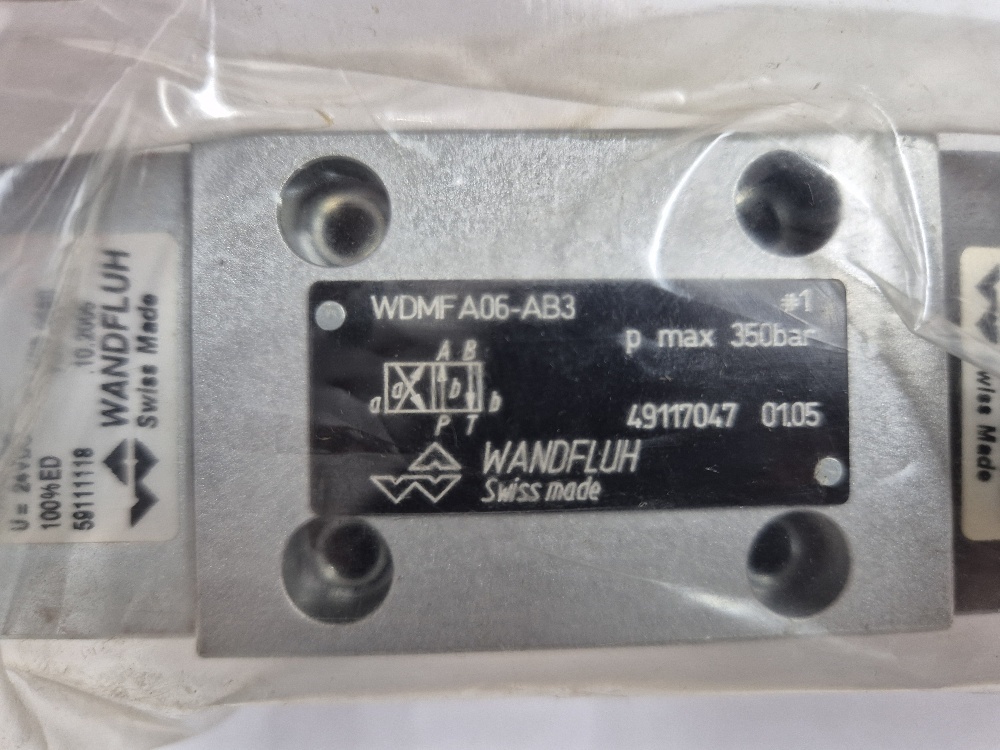 WDMFA06-AB3 #1
p max 350bar
A B
a a b b
P T
49117047 01.05
WANDFLUH
Swiss made
WANDFLUH
Swiss Made
10.2005
100%ED
59111118
Swiss Made